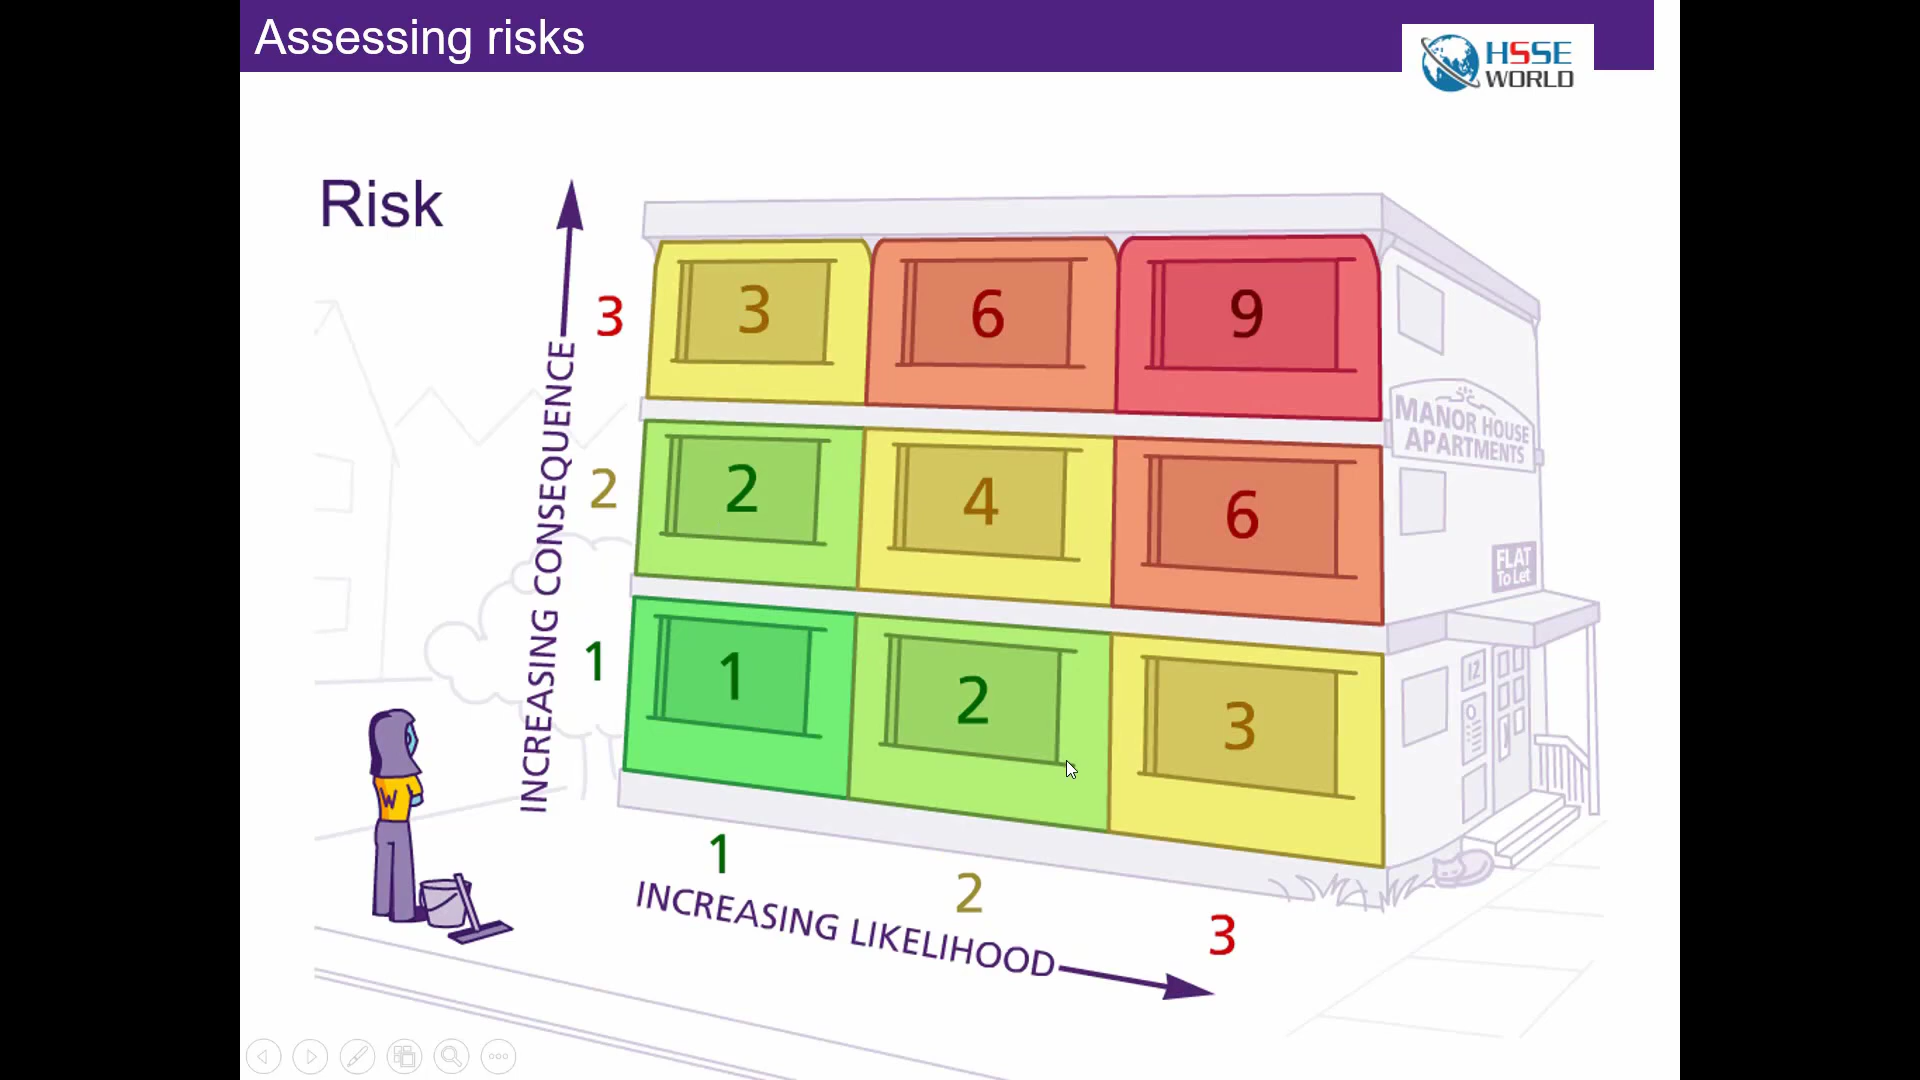 Assessing risks
HSSE
WORLD
Risk
INCREASING CONSEQUENCE
3
3
6
9
MANOR HOUSE
APARTMENTS
2
2
4
6
FLAT
To Let
1
1
2
3
12
W
1
2
3
INCREASING LIKELIHOOD